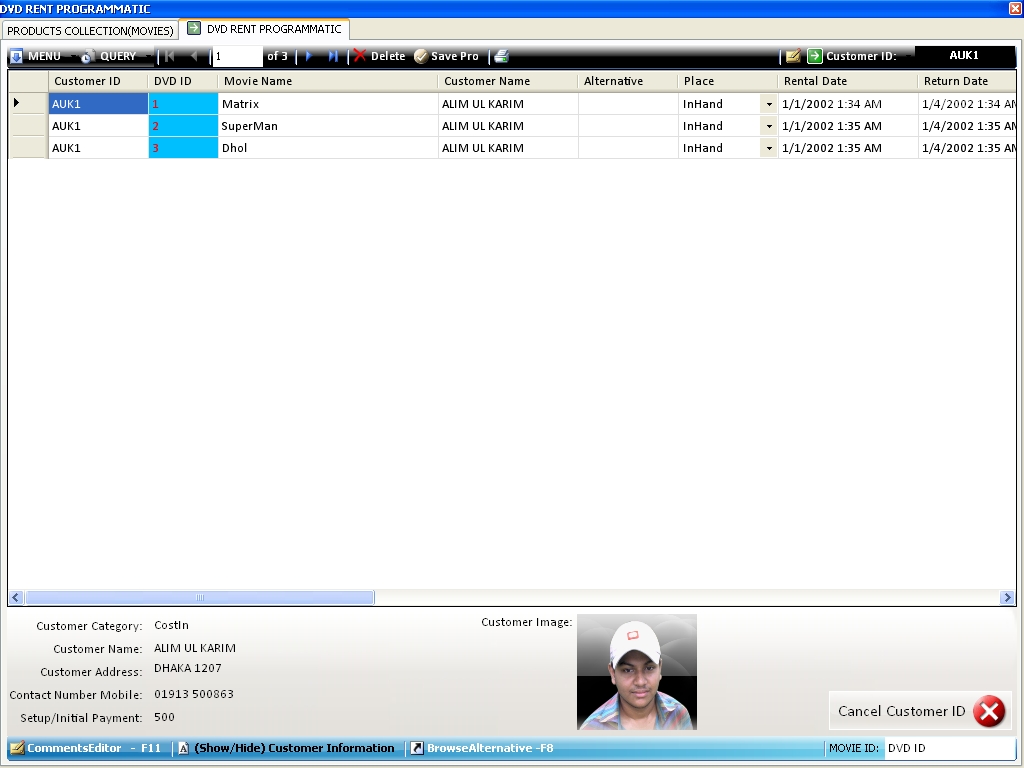 DVD RENT PROGRAMMATIC
PRODUCTS COLLECTION(MOVIES) DVD RENT PROGRAMMATIC
MENU QUERY 1 of 3 Delete Save Pro Customer ID: AUK1
Customer ID DVD ID Movie Name Customer Name Alternative Place Rental Date Return Date
AUK1 1 Matrix ALIM UL KARIM InHand 1/1/2002 1:34 AM 1/4/2002 1:34 AM
AUK1 2 SuperMan ALIM UL KARIM InHand 1/1/2002 1:35 AM 1/4/2002 1:35 AM
AUK1 3 Dhol ALIM UL KARIM InHand 1/1/2002 1:35 AM 1/4/2002 1:35 AM
Customer Category: CostIn
Customer Name: ALIM UL KARIM
Customer Address: DHAKA 1207
Contact Number Mobile: 01913 500863
Setup/Initial Payment: 500
Customer Image:
Cancel Customer ID
CommentsEditor - F11 (Show/Hide) Customer Information BrowseAlternative -F8 MOVIE ID: DVD ID